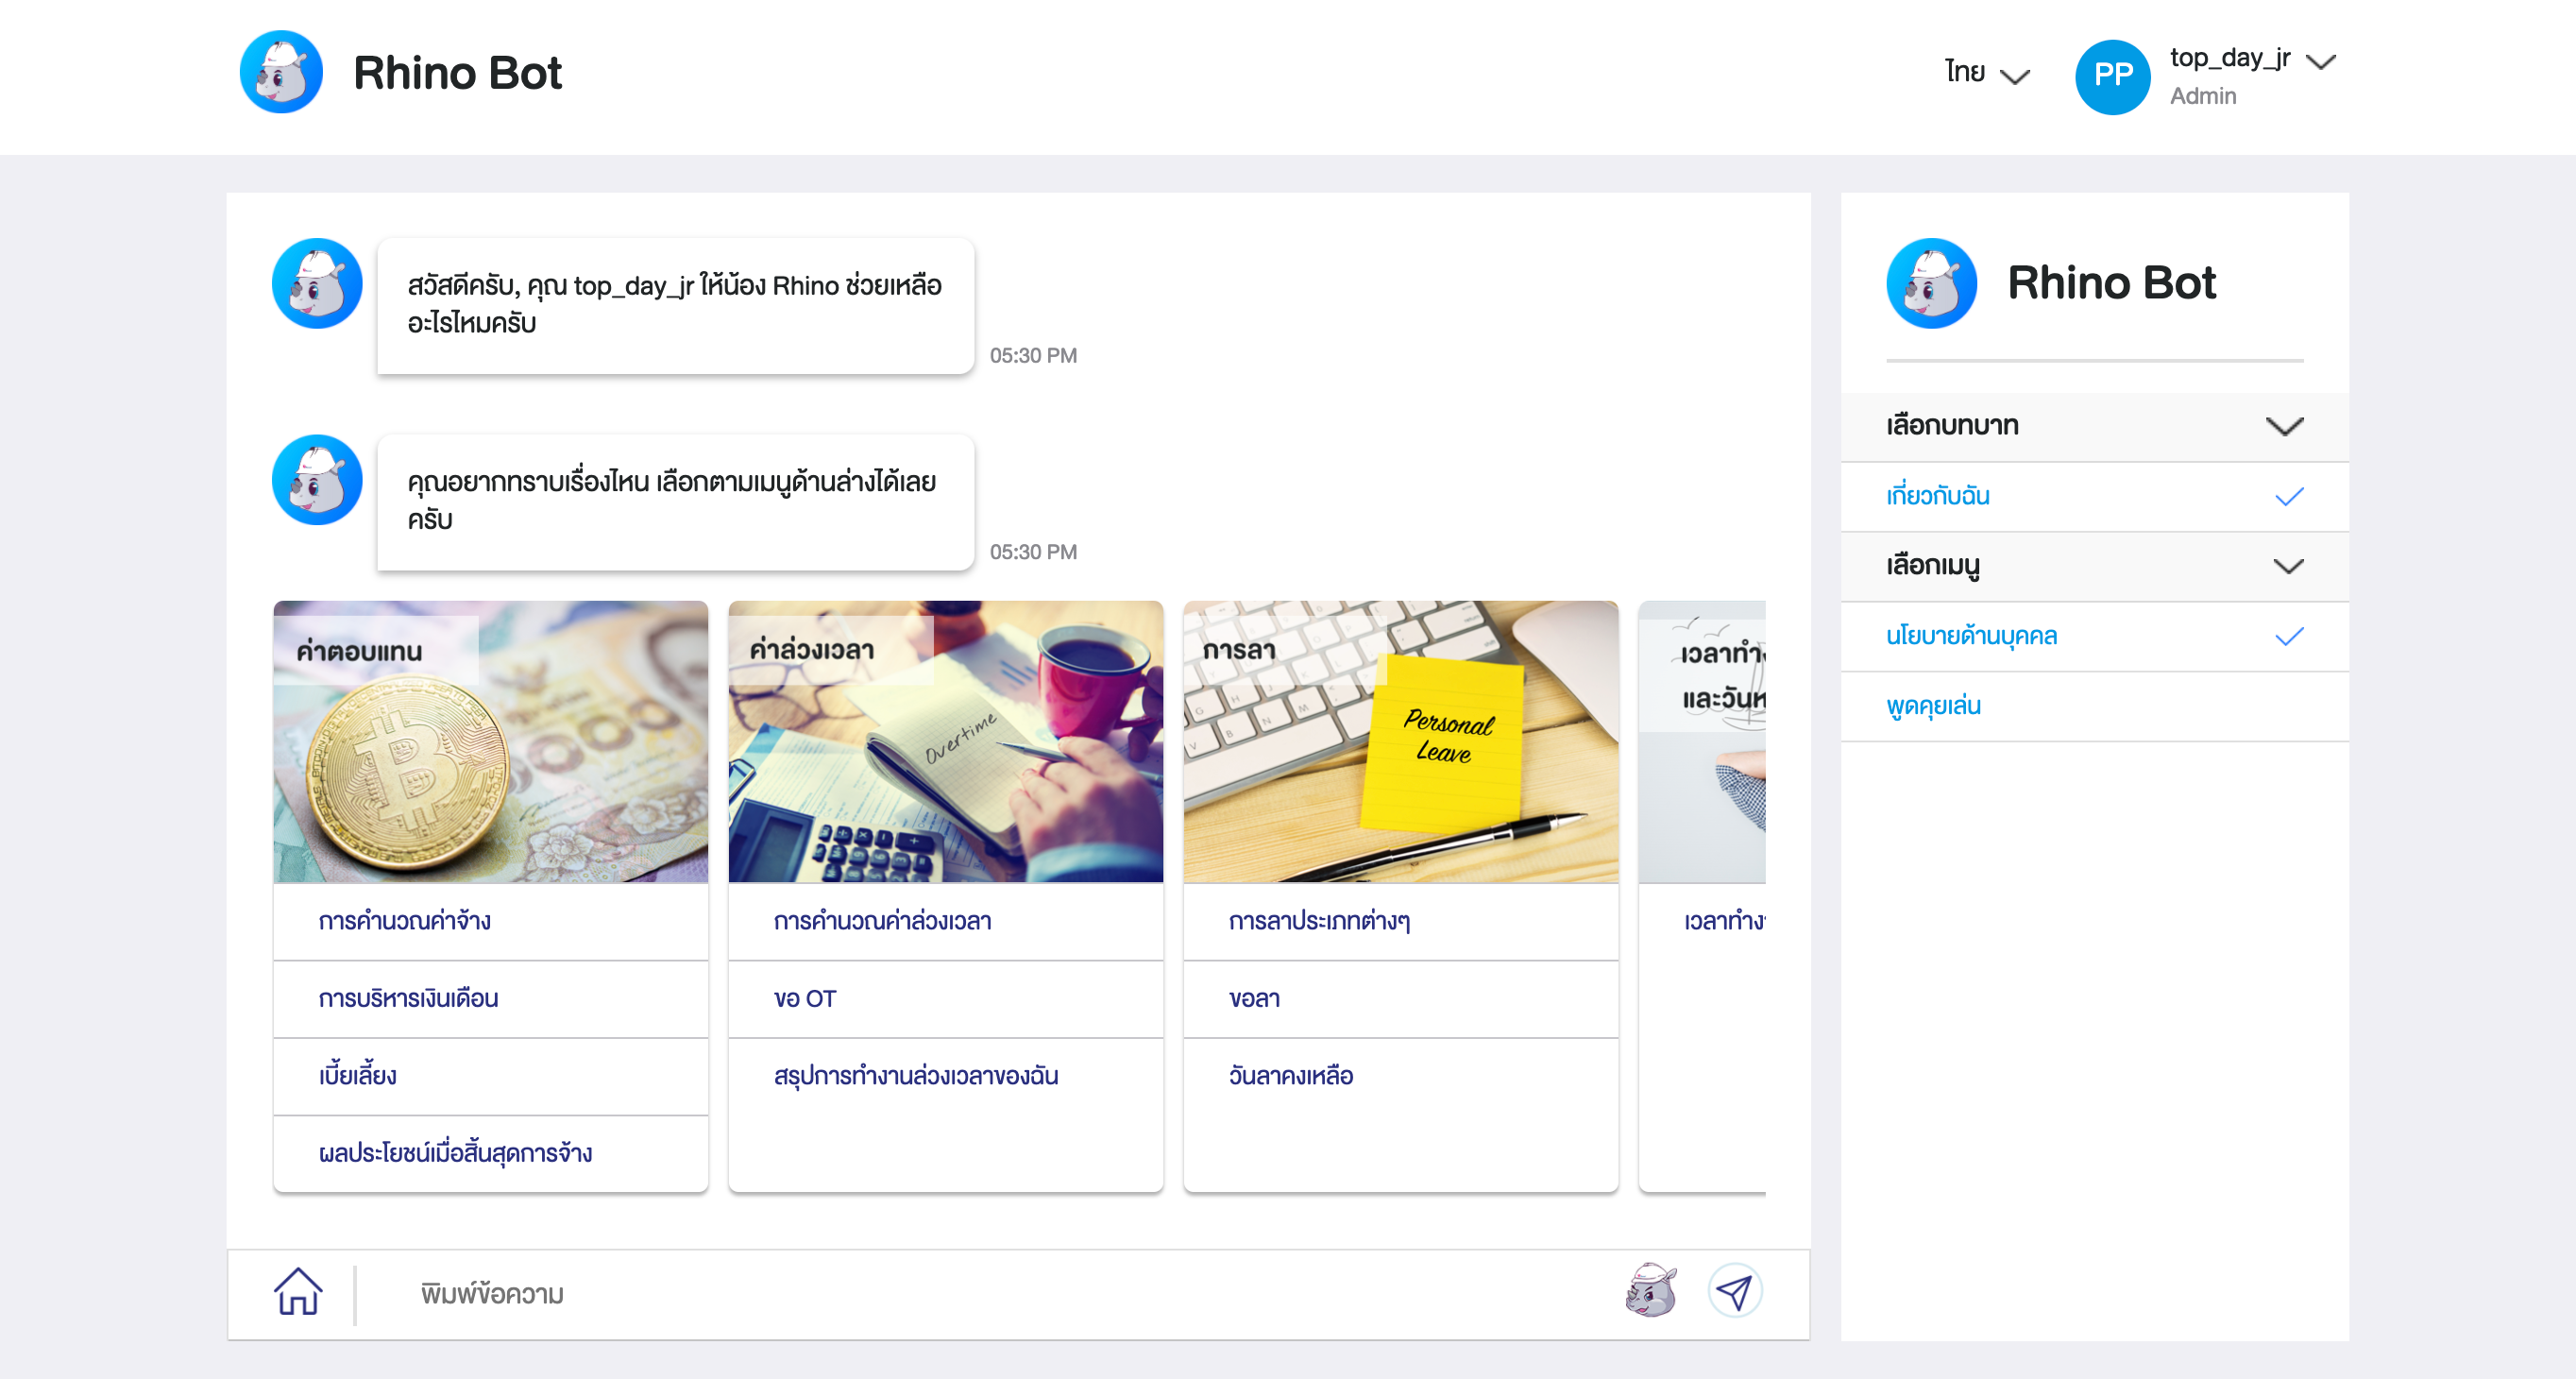 Rhino Bot
ไทย
PP
top_day_jr
Admin
สวัสดีครับ, คุณ top_day_jr ให้น้อง Rhino ช่วยเหลือ
อะไรไหมครับ
05:30 PM
คุณอยากทราบเรื่องไหน เลือกตามเมนูด้านล่างได้เลย
ครับ
05:30 PM
ค่าตอบแทน
การคำนวณค่าจ้าง
การบริหารเงินเดือน
เบี้ยเลี้ยง
ผลประโยชน์เมื่อสิ้นสุดการจ้าง
ค่าล่วงเวลา
Overtime
การคำนวณค่าล่วงเวลา
ขอ OT
สรุปการทำงานล่วงเวลาของฉัน
การลา
Personal
Leave
การลาประเภทต่างๆ
ขอลา
วันลาคงเหลือ
เวลาทำง
และวันห
เวลาทำง
พิมพ์ข้อความ
Rhino Bot
เลือกบทบาท
เกี่ยวกับฉัน
เลือกเมนู
นโยบายด้านบุคคล
พูดคุยเล่น